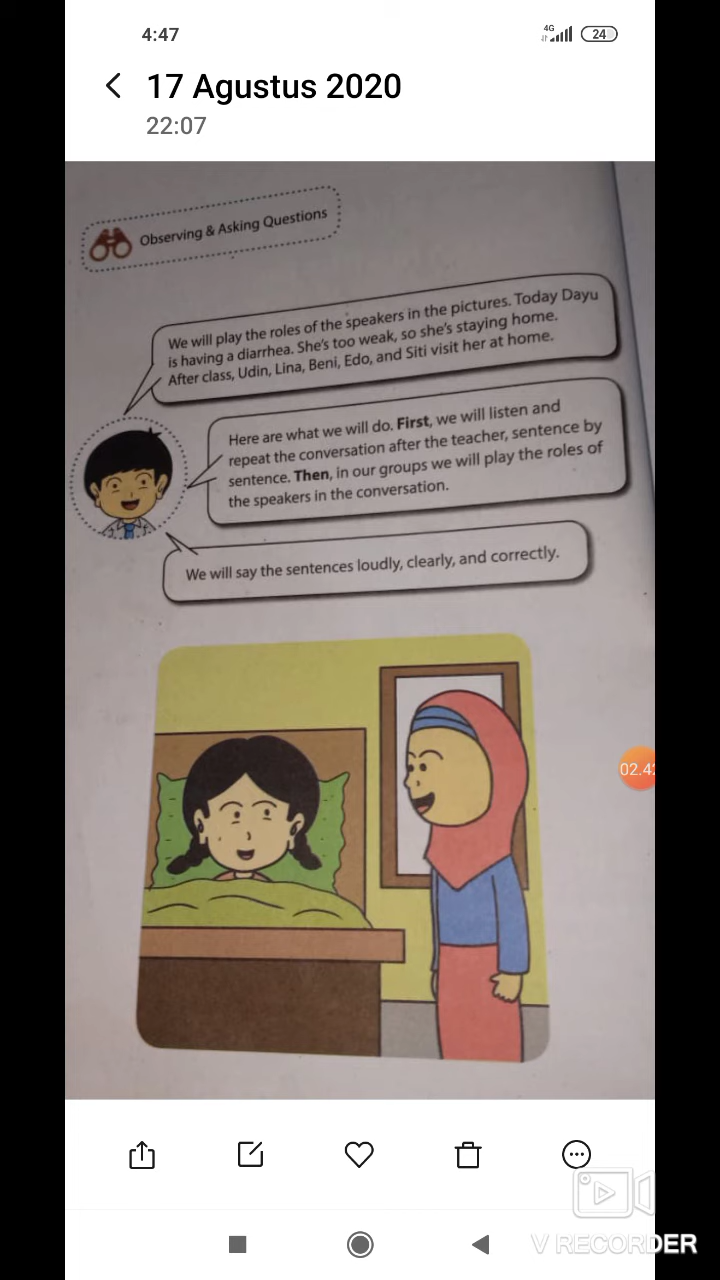 4:47
4G
24
17 Agustus 2020
22:07
Observing & Asking Questions
We will play the roles of the speakers in the pictures. Today Dayu
is having a diarrhea. She's too weak, so she's staying home.
After class, Udin, Lina, Beni, Edo, and Siti visit her at home.
Here are what we will do. First, we will listen and
repeat the conversation after the teacher, sentence by
sentence. Then, in our groups we will play the roles of
the speakers in the conversation.
We will say the sentences loudly, clearly, and correctly.
V RECORDER